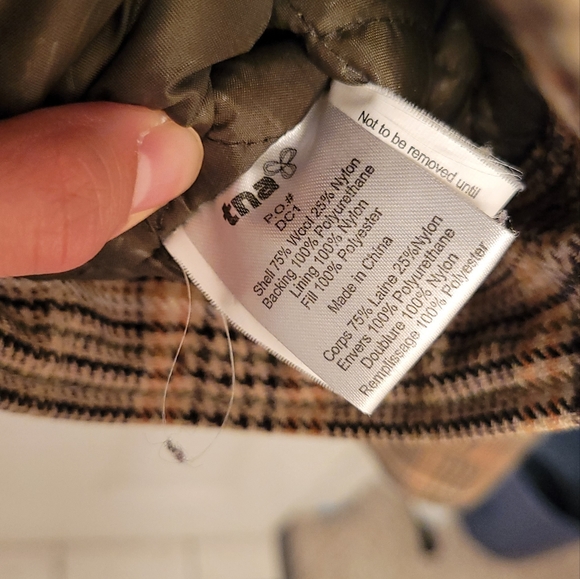 Not to be removed until
tna
P.O.#
DC1
Shell 75% Wool 25% Nylon
Backing 100% Polyurethane
Lining 100% Nylon
Fill 100% Polyester
Made in China
Corps 75% Laine 25%Nylon
Envers 100% Polyurethane
Doublure 100% Nylon
Remplissage 100% Polyester